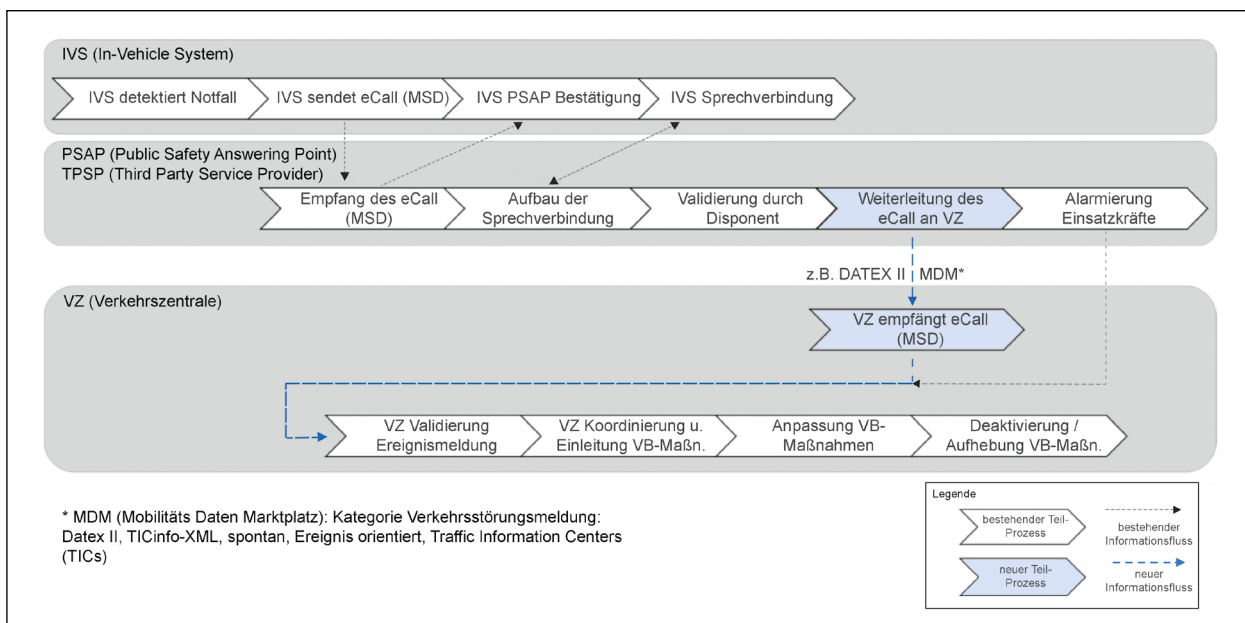 IVS (In-Vehicle System)
IVS detektiert Notfall
IVS sendet eCall (MSD)
IVS PSAP Bestätigung
IVS Sprechverbindung
PSAP (Public Safety Answering Point)
TPSP (Third Party Service Provider)
Empfang des eCall
(MSD)
Aufbau der
Sprechverbindung
Validierung durch
Disponent
Weiterleitung des
eCall an VZ
Alarmierung
Einsatzkräfte
z.B. DATEX II
MDM*
VZ (Verkehrszentrale)
VZ empfängt eCall
(MSD)
VZ Validierung
Ereignismeldung
VZ Koordinierung u.
Einleitung VB-Maßn.
Anpassung VB-
Maßnahmen
Deaktivierung /
Aufhebung VB-Maßn.
* MDM (Mobilitäts Daten Marktplatz): Kategorie Verkehrsstörungsmeldung:
Datex II, TICinfo-XML, spontan, Ereignis orientiert, Traffic Information Centers
(TICs)
Legende
bestehender Teil-
Prozess
bestehender
Informationsfluss
neuer Teil-
Prozess
neuer
Informationsfluss